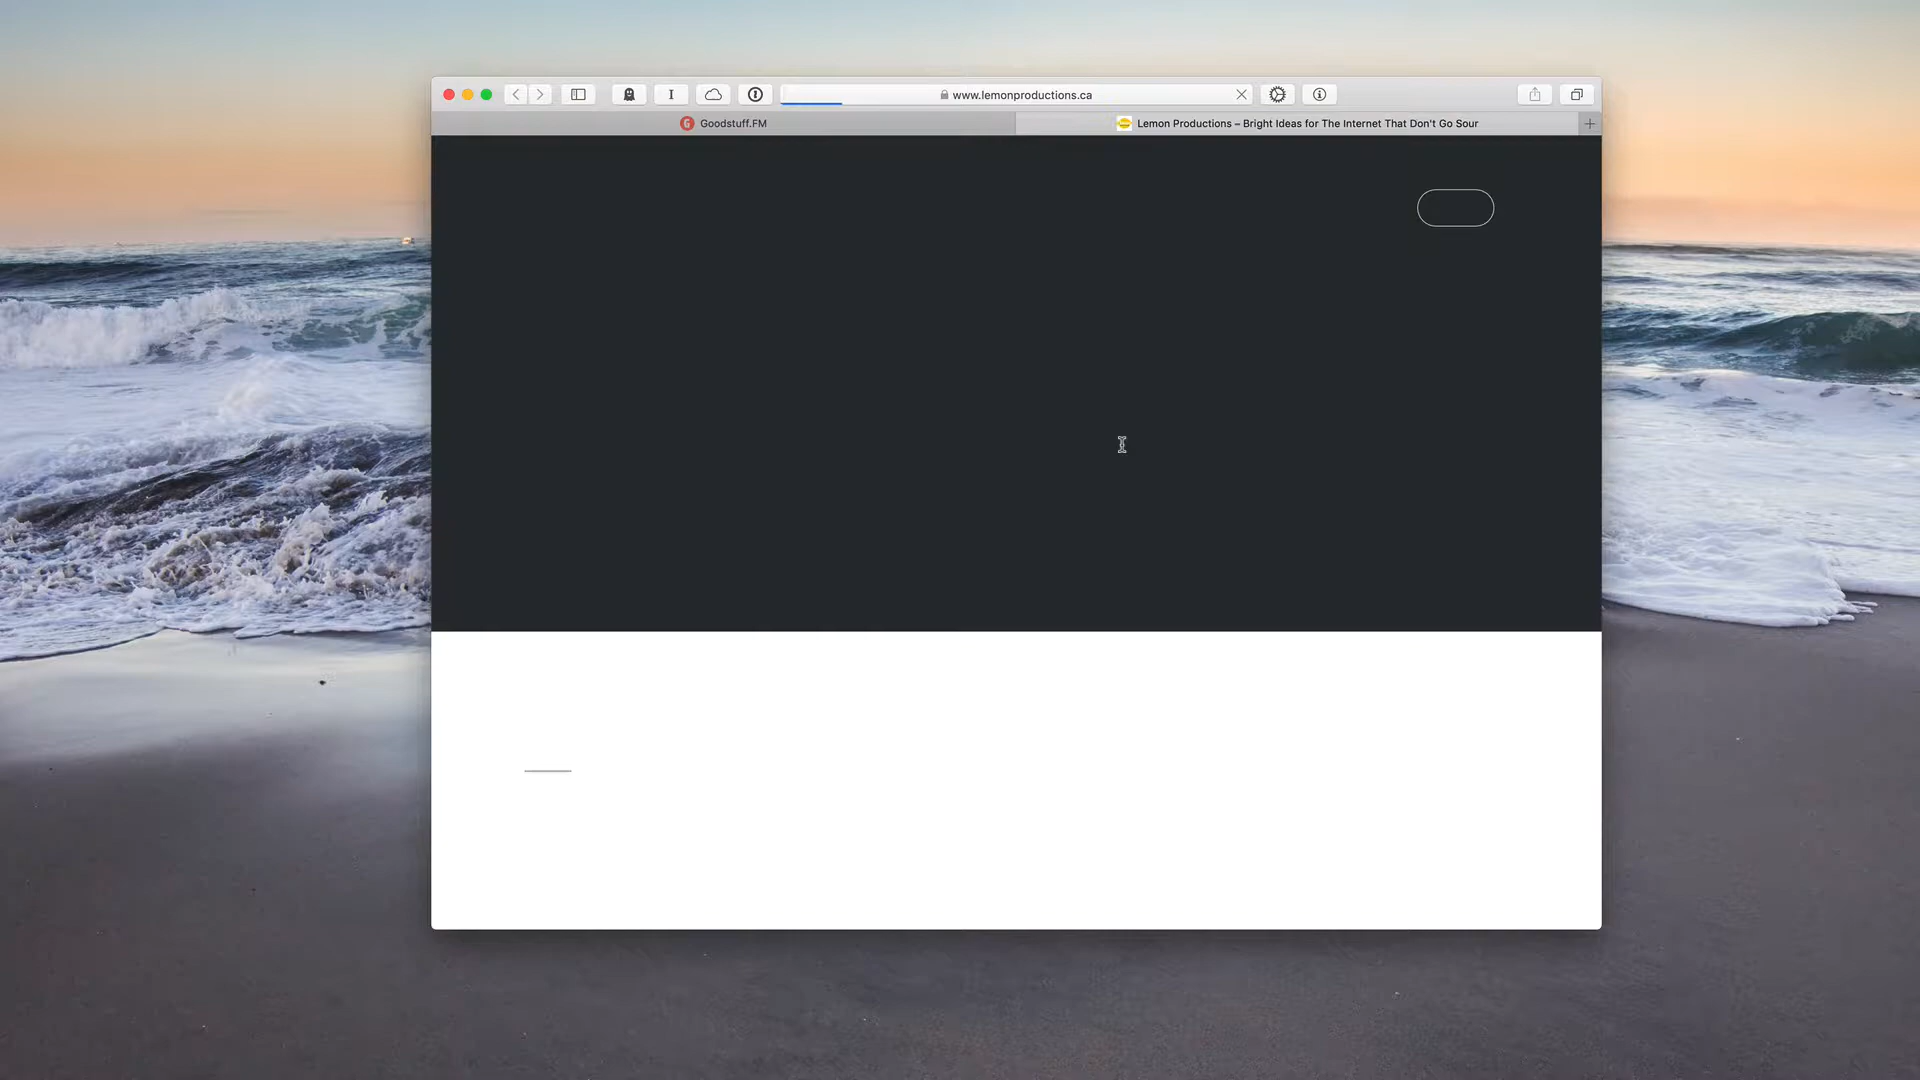 www.lemonproductions.ca
Goodstuff.FM
Lemon Productions – Bright Ideas for The Internet That Don't Go Sour